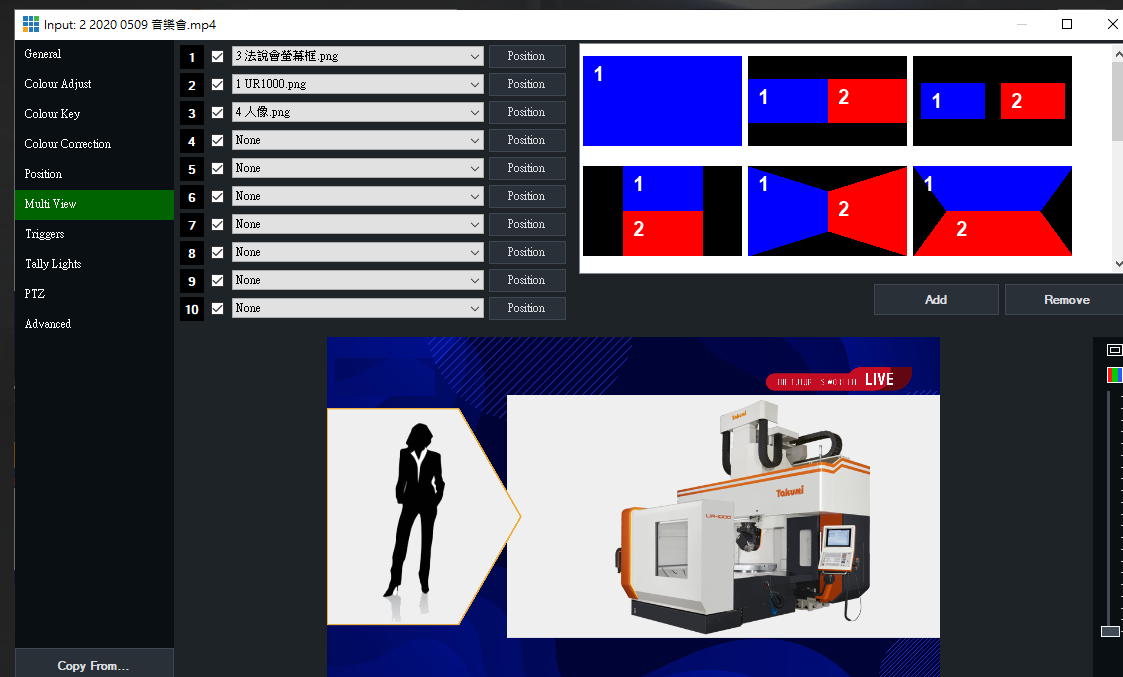 Input: 2 2020 0509 音樂會.mp4
General
Colour Adjust
Colour Key
Colour Correction
Position
Multi View
Triggers
Tally Lights
PTZ
Advanced
Copy From...
1 3 法說會螢幕框.png Position
2 1 UR1000.png Position
3 4 人像.png Position
4 None Position
5 None Position
6 None Position
7 None Position
8 None Position
9 None Position
10 None Position
1
1 2
1 2
1
2
1
2
1
2
Add Remove
LIVE
Takumi
Takumi
UR-1000